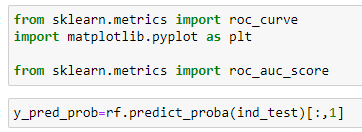 from sklearn.metrics import roc_curve
import matplotlib.pyplot as plt
from sklearn.metrics import roc_auc_score
y_pred_prob=rf.predict_proba(ind_test)[:,1]